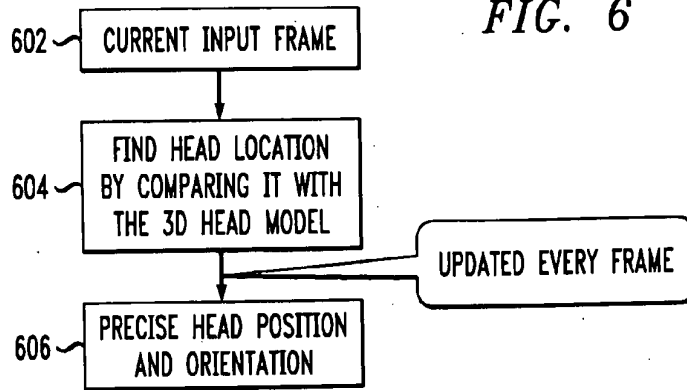 FIG. 6
602
CURRENT INPUT FRAME
604
FIND HEAD LOCATION
BY COMPARING IT WITH
THE 3D HEAD MODEL
UPDATED EVERY FRAME
606
PRECISE HEAD POSITION
AND ORIENTATION